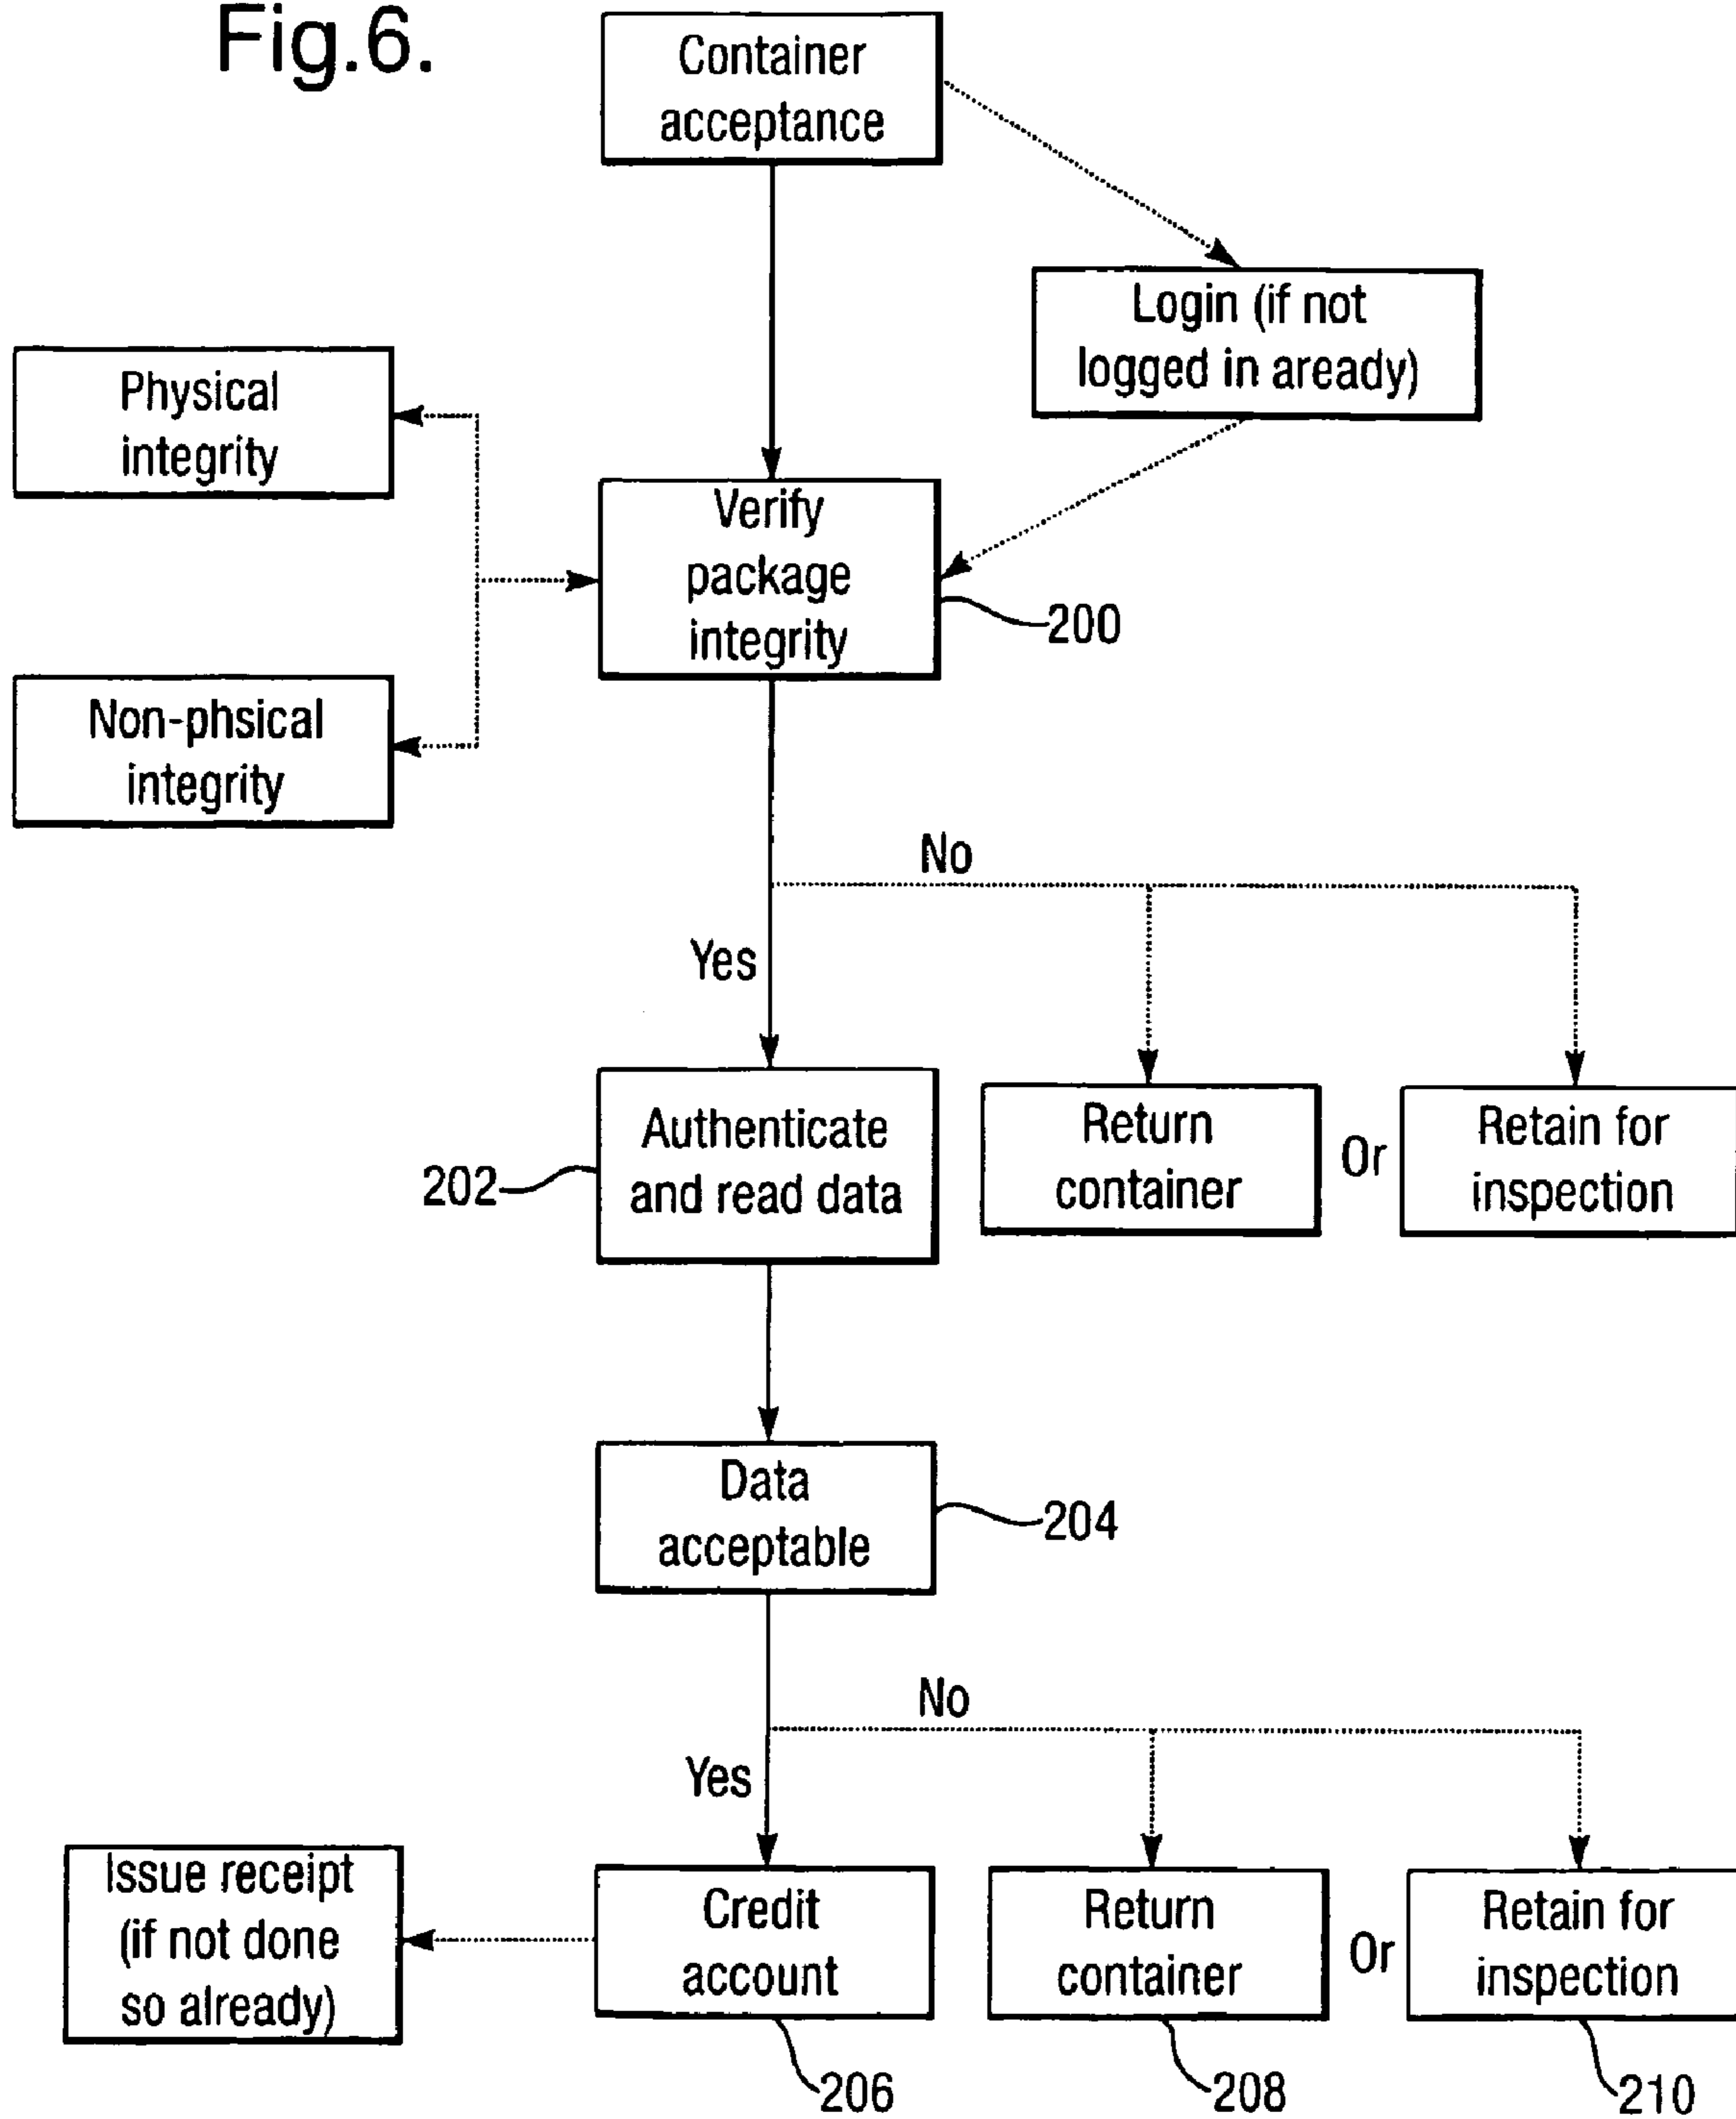 Fig.6.
Container
acceptance
Login (if not
logged in aready)
Physical
integrity
Verify
package
integrity
200
Non-phsical
integrity
No
Yes
Authenticate
and read data
202
Return
container
Or
Retain for
inspection
Data
acceptable
204
No
Yes
Issue receipt
(if not done
so already)
Credit
account
Return
container
Or
Retain for
inspection
206
208
210